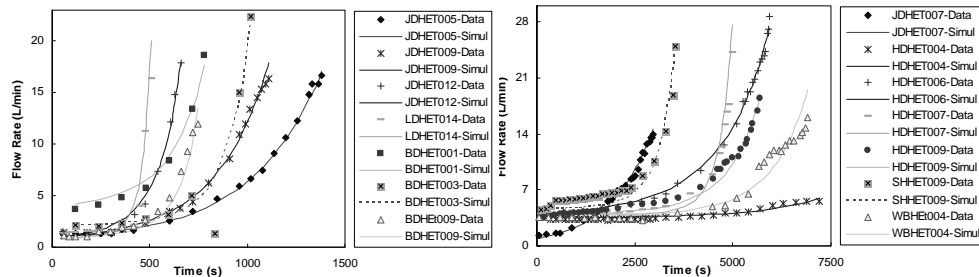 Flow Rate (L/min)
20
15
10
5
0
0
500
1000
1500
Time (s)
JDHET005-Data
JDHET005-Simul
JDHET009-Data
JDHET009-Simul
JDHET012-Data
JDHET012-Simul
LDHET014-Data
LDHET014-Simul
BDHET001-Data
BDHET001-Simul
BDHET003-Data
BDHET003-Simul
BDHEt009-Data
BDHET009-Simul
Flow Rate (L/min)
28
21
14
7
0
0
2500
5000
7500
Time (s)
JDHET007-Data
JDHET007-Simul
HDHET004-Data
HDHET004-Simul
HDHET006-Data
HDHET006-Simul
HDHET007-Data
HDHET007-Simul
HDHET009-Data
HDHET009-Simul
SHHET009-Data
SHHET009-Simul
WBHEt004-Data
WBHET004-Simul